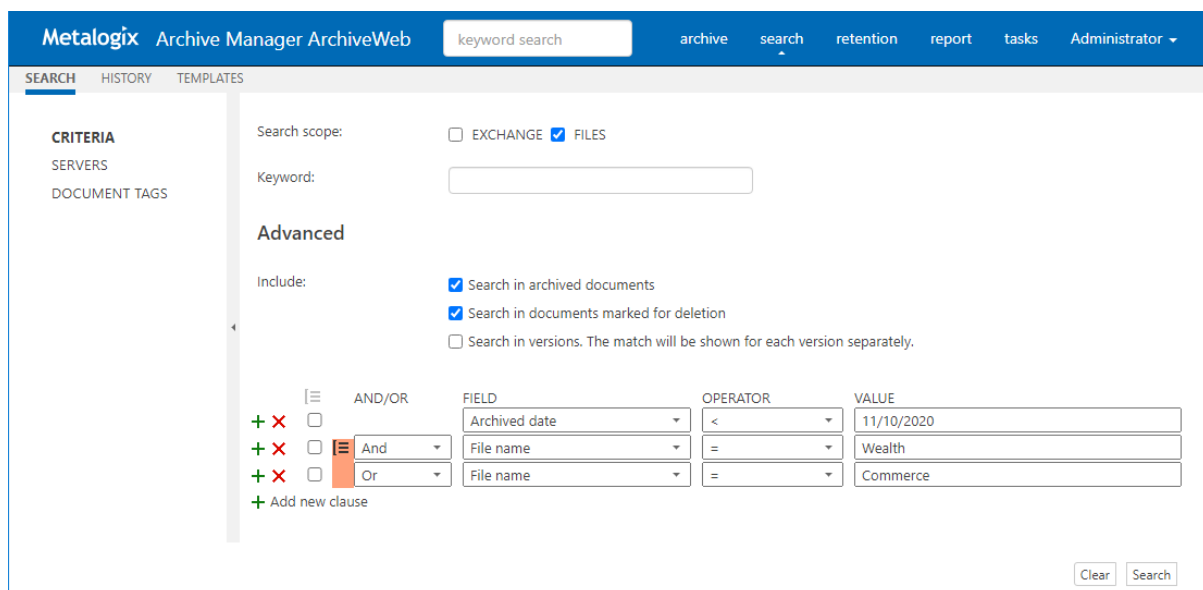 Metalogix Archive Manager ArchiveWeb keyword search archive search retention report tasks Administrator
SEARCH HISTORY TEMPLATES
CRITERIA
SERVERS
DOCUMENT TAGS
Search scope: EXCHANGE FILES
Keyword:
Advanced
Include: Search in archived documents
Search in documents marked for deletion
Search in versions. The match will be shown for each version separately.
AND/OR FIELD OPERATOR VALUE
Archived date < 11/10/2020
And File name = Wealth
Or File name = Commerce
Add new clause
Clear Search